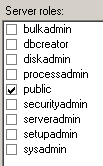 Server roles:
bulkadmin
dbcreator
diskadmin
processadmin
public
securityadmin
serveradmin
setupadmin
sysadmin